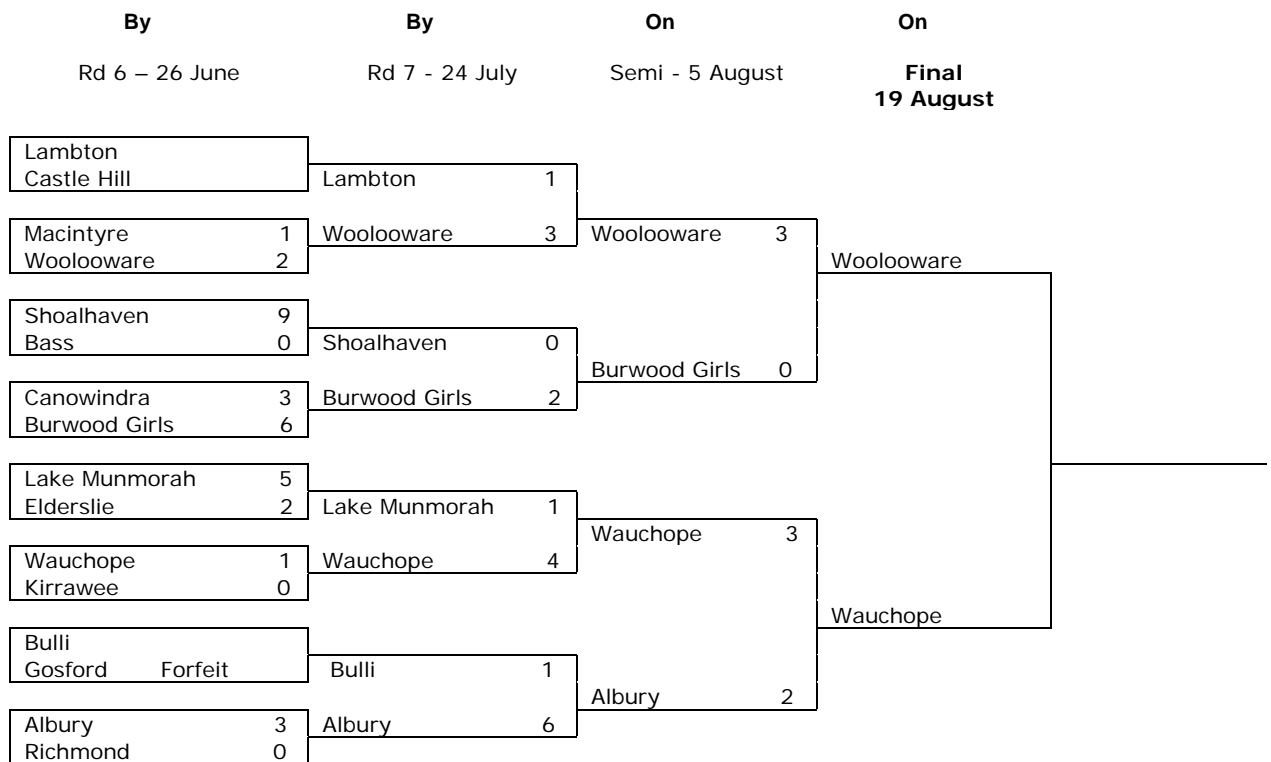 By By On On
Rd 6 – 26 June Rd 7 - 24 July Semi - 5 August Final
19 August
Lambton
Castle Hill
Macintyre 1
Woolooware 2
Shoalhaven 9
Bass 0
Canowindra 3
Burwood Girls 6
Lake Munmorah 5
Elderslie 2
Wauchope 1
Kirrawee 0
Bulli
Gosford Forfeit
Albury 3
Richmond 0
Lambton 1
Woolooware 3
Shoalhaven 0
Burwood Girls 2
Lake Munmorah 1
Wauchope 4
Bulli 1
Albury 6
Woolooware 3
Burwood Girls 0
Wauchope 3
Albury 2
Woolooware
Wauchope